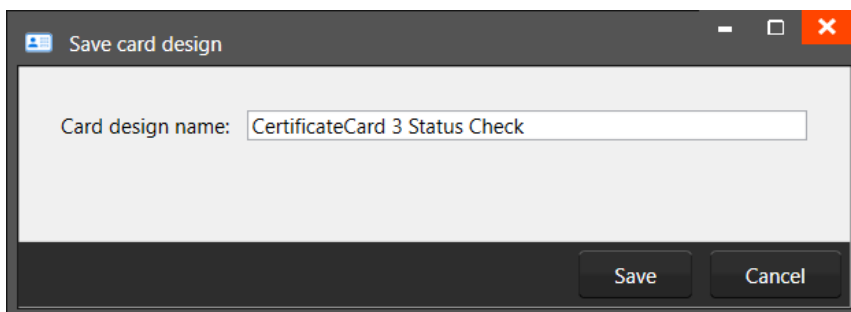 Save card design
Card design name: CertificateCard 3 Status Check
Save Cancel